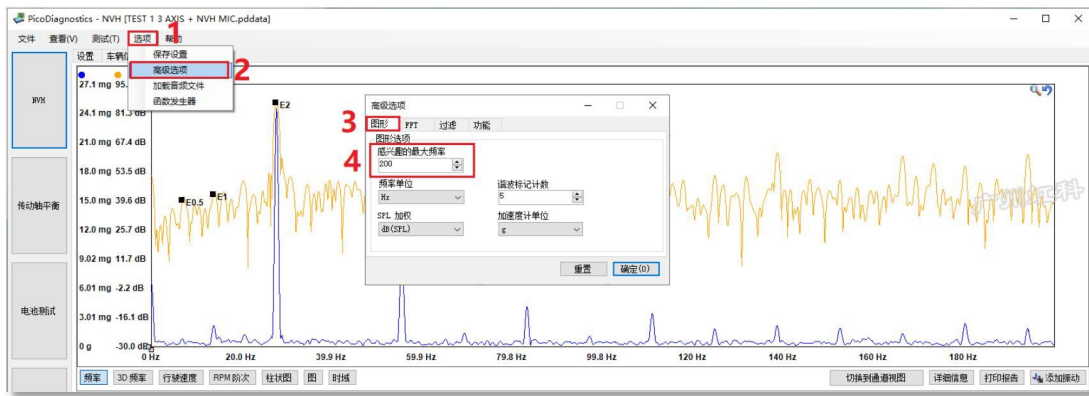 PicoDiagnostics - NVH [TEST 1 3 AXIS + NVH MIC.pddata]
文件 查看(V) 测试(T) 选项 帮助
1
设置 车辆信
保存设置
高级选项
加载音频文件
函数发生器
2
NVH
传动轴平衡
电池测试
27.1 mg 95.
24.1 mg 81.3 dB
21.0 mg 67.4 dB
18.0 mg 53.5 dB
15.0 mg 39.6 dB
12.0 mg 25.7 dB
9.02 mg 11.7 dB
6.01 mg -2.2 dB
3.01 mg -16.1 dB
0 g -30.0 dB
E0.5
E1
E2
高级选项
3
图形 FFT 过滤 功能
图形选项
4
感兴趣的最大频率
200
频率单位 谐波标记计数
Hz 5
SPL 加权 加速度计单位
dB(SPL) g
重置 确定(O)
广州虹科
0 Hz 20.0 Hz 39.9 Hz 59.9 Hz 79.8 Hz 99.8 Hz 120 Hz 140 Hz 160 Hz 180 Hz
频率 3D 频率 行驶速度 RPM 阶次 柱状图 图 时域 切换到通道视图 详细信息 打印报告 添加振动